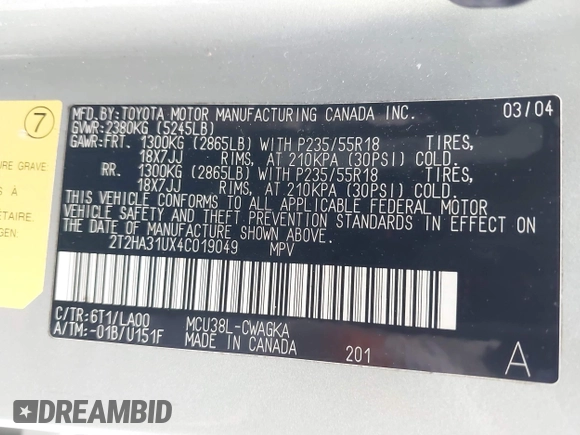 MFD.BY:TOYOTA MOTOR MANUFACTURING CANADA INC. 03/04
GVWR:2380KG (5245LB)
GAWR:FRT. 1300KG (2865LB) WITH P235/55R18 TIRES,
18X7JJ RIMS, AT 210KPA (30PSI) COLD.
RR. 1300KG (2865LB) WITH P235/55R18 TIRES,
18X7JJ RIMS, AT 210KPA (30PSI) COLD.
THIS VEHICLE CONFORMS TO ALL APPLICABLE FEDERAL MOTOR
VEHICLE SAFETY AND THEFT PREVENTION STANDARDS IN EFFECT ON
THE DATE OF MANUFACTURE SHOWN ABOVE.
2T2HA31UX4C019049 MPV
C/TR:6T1/LA00 MCU38L-CWAGKA
A/TM:-01B/U151F MADE IN CANADA 201 A
7
URE GRAVE.
S À
ÉTAIRE.
GEN.
DREAMBID